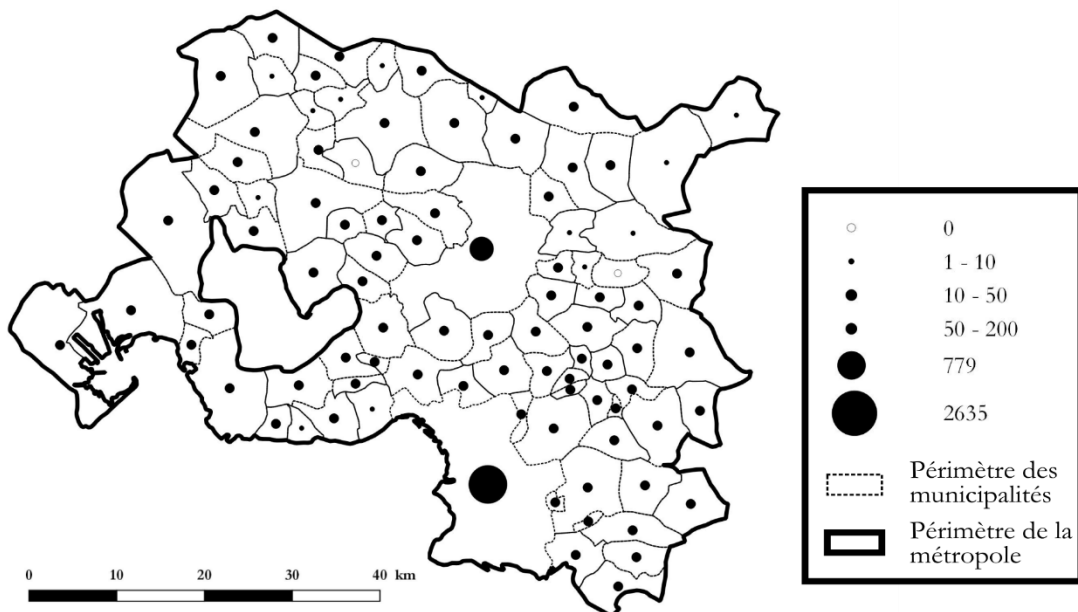 0
1 - 10
10 - 50
50 - 200
779
2635
Périmètre des
municipalités
Périmètre de la
métropole
0 10 20 30 40 km